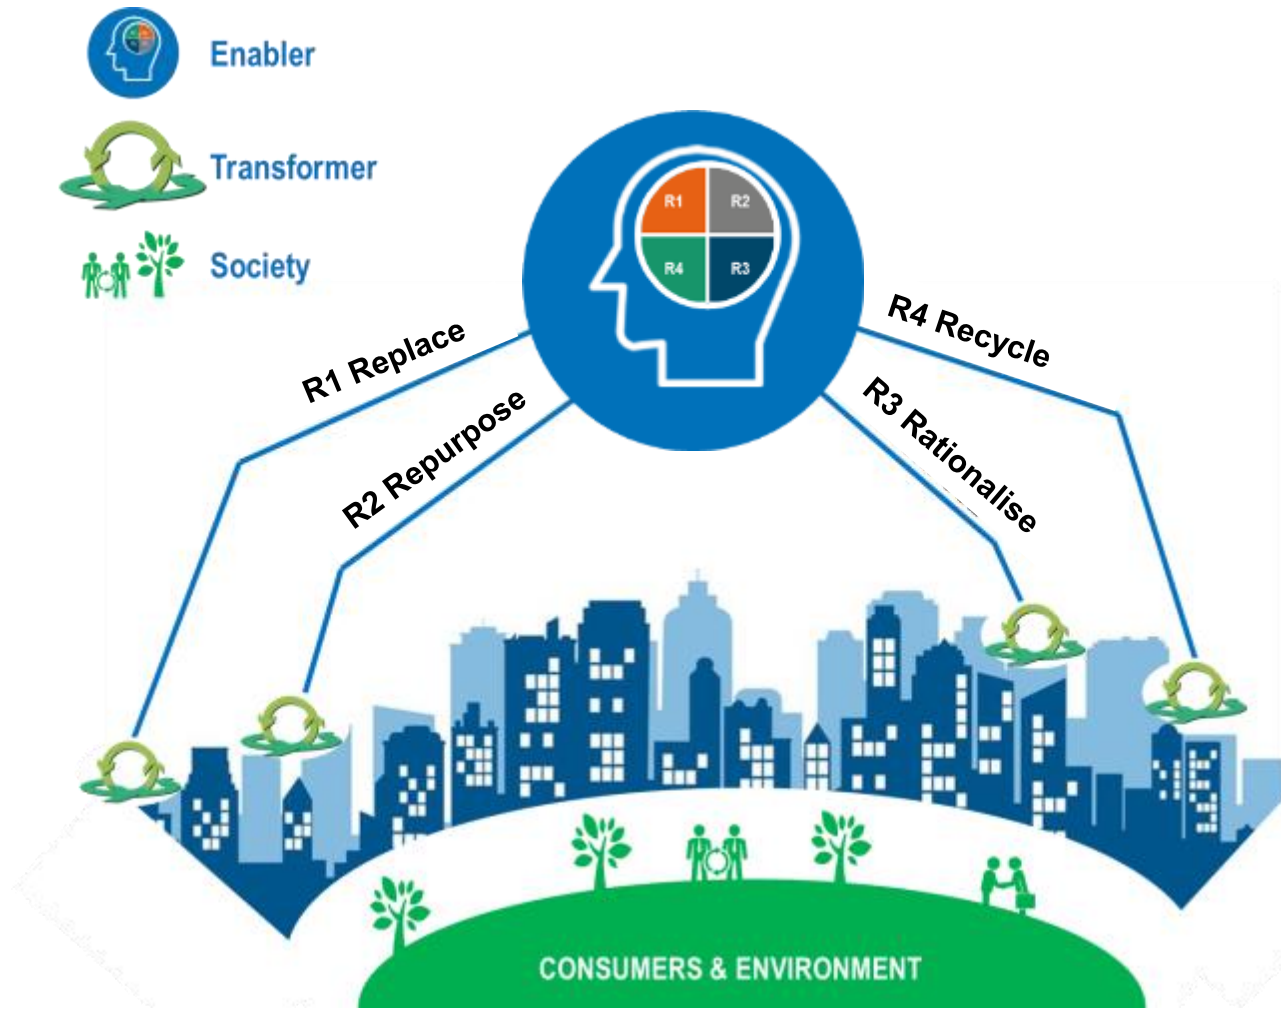 Enabler
Transformer
Society
R1
R2
R4
R3
R1 Replace
R2 Repurpose
R4 Recycle
R3 Rationalise
CONSUMERS & ENVIRONMENT